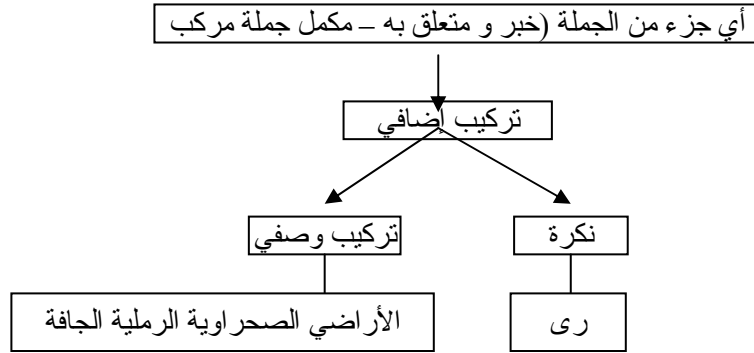 أي جزء من الجملة (خبر و متعلق به – مكمل جملة مركب
تركيب إضافي
نكرة
تركيب وصفي
رى
الأراضي الصحراوية الرملية الجافة